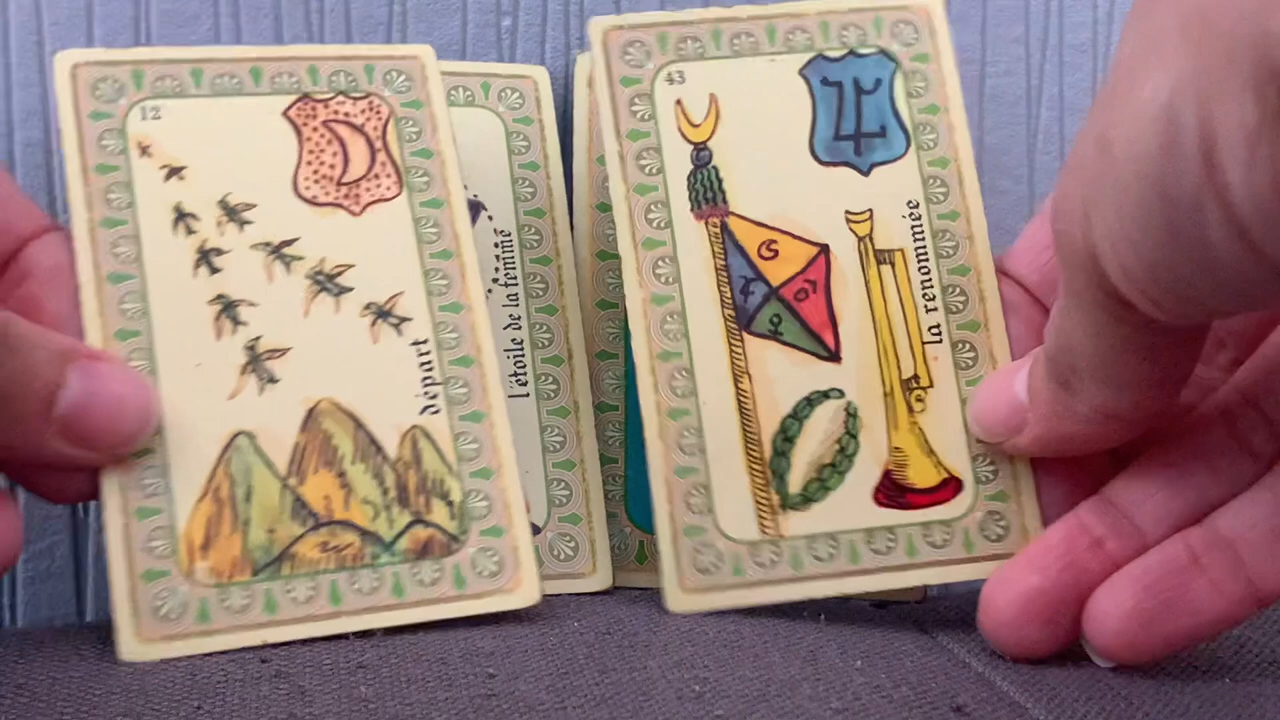 12
départ
l'étoile de la femme
43
la renommée